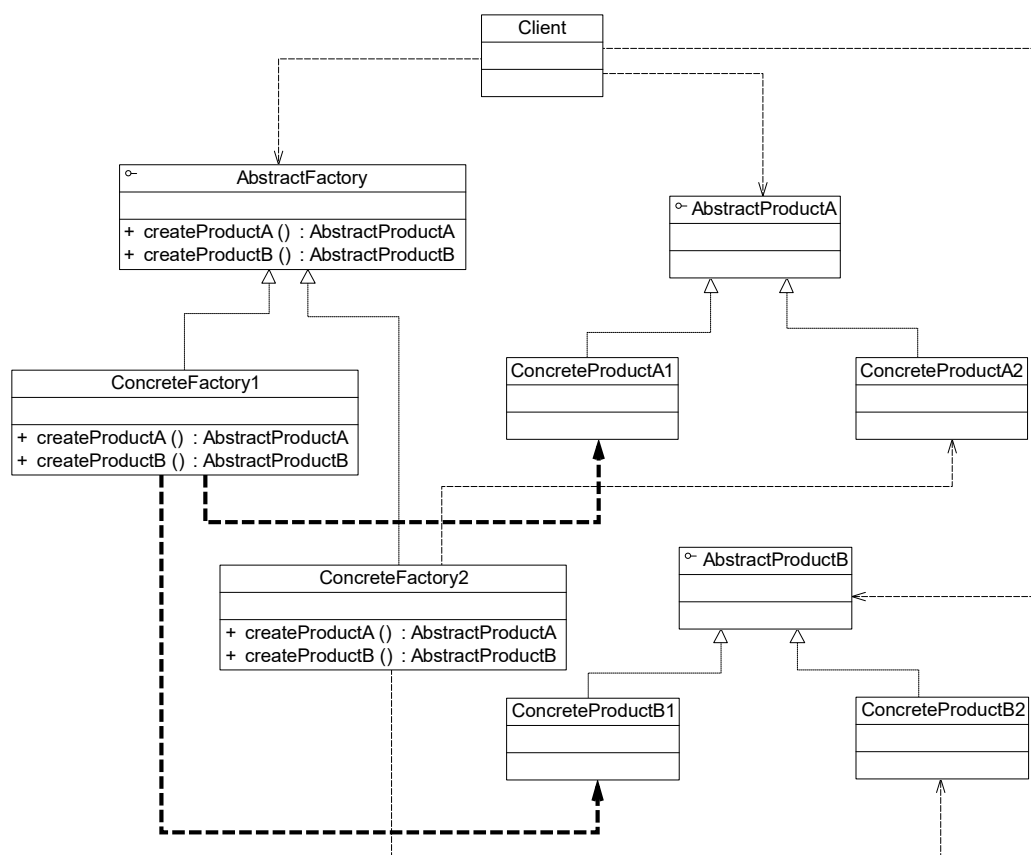 Client
AbstractFactory
+ createProductA () : AbstractProductA
+ createProductB () : AbstractProductB
AbstractProductA
ConcreteFactory1
+ createProductA () : AbstractProductA
+ createProductB () : AbstractProductB
ConcreteProductA1
ConcreteProductA2
ConcreteFactory2
+ createProductA () : AbstractProductA
+ createProductB () : AbstractProductB
AbstractProductB
ConcreteProductB1
ConcreteProductB2